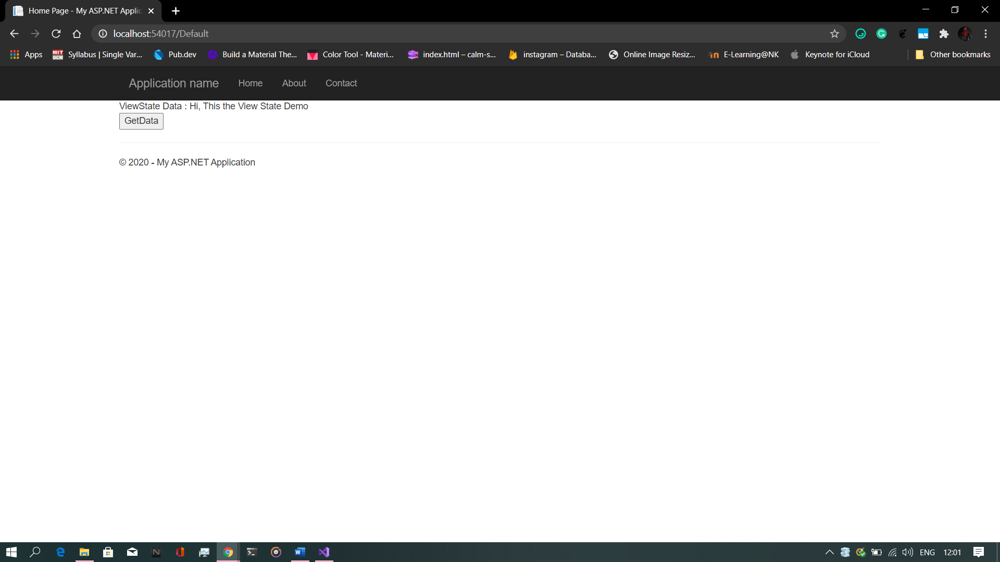 Home Page - My ASP.NET Applic
localhost:54017/Default
Apps
MIT OCW
Syllabus | Single Var...
Pub.dev
Build a Material The...
Color Tool - Materi...
index.html – calm-s...
instagram – Databa...
Online Image Resiz...
E-Learning@NK
Keynote for iCloud
Other bookmarks
Application name Home About Contact
ViewState Data : Hi, This the View State Demo
GetData
© 2020 - My ASP.NET Application
ENG 12:01